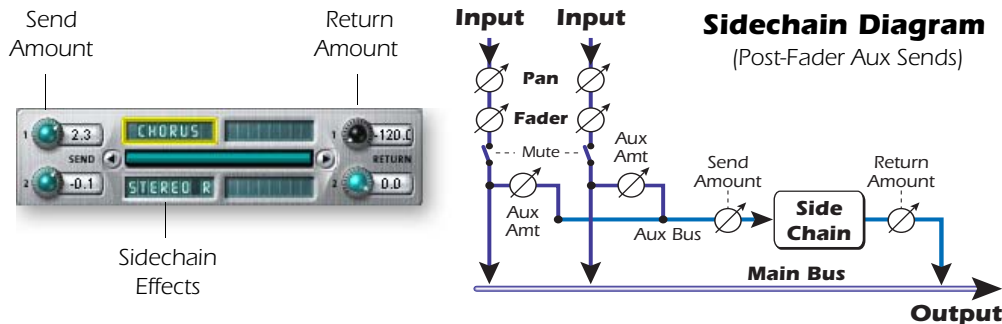 Send
Amount
Return
Amount
1
2.3
CHORUS
1
-120.0
SEND
RETURN
2
-0.1
STEREO R
2
0.0
Sidechain
Effects
Input
Input
Sidechain Diagram
(Post-Fader Aux Sends)
Pan
Fader
Mute
Aux
Amt
Aux
Amt
Send
Amount
Return
Amount
Aux Bus
Side
Chain
Main Bus
Output